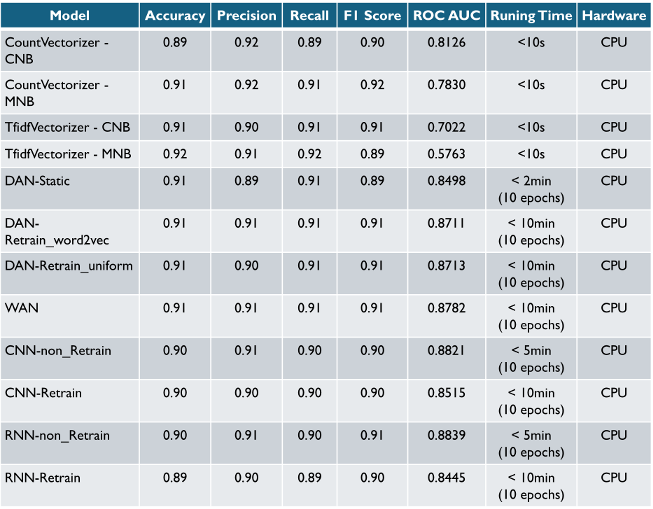 Model Accuracy Precision Recall F1 Score ROC AUC Runing Time Hardware
CountVectorizer - 0.89 0.92 0.89 0.90 0.8126 <10s CPU
CNB
CountVectorizer - 0.91 0.92 0.91 0.92 0.7830 <10s CPU
MNB
TfidfVectorizer - CNB 0.91 0.90 0.91 0.91 0.7022 <10s CPU
TfidfVectorizer - MNB 0.92 0.91 0.92 0.89 0.5763 <10s CPU
DAN-Static 0.91 0.89 0.91 0.89 0.8498 < 2min CPU
(10 epochs)
DAN- 0.91 0.91 0.91 0.91 0.8711 < 10min CPU
Retrain_word2vec (10 epochs)
DAN-Retrain_uniform 0.91 0.90 0.91 0.91 0.8713 < 10min CPU
(10 epochs)
WAN 0.91 0.91 0.91 0.91 0.8782 < 10min CPU
(10 epochs)
CNN-non_Retrain 0.90 0.91 0.90 0.90 0.8821 < 5min CPU
(10 epochs)
CNN-Retrain 0.90 0.90 0.90 0.90 0.8515 < 10min CPU
(10 epochs)
RNN-non_Retrain 0.90 0.91 0.90 0.91 0.8839 < 5min CPU
(10 epochs)
RNN-Retrain 0.89 0.90 0.89 0.90 0.8445 < 10min CPU
(10 epochs)